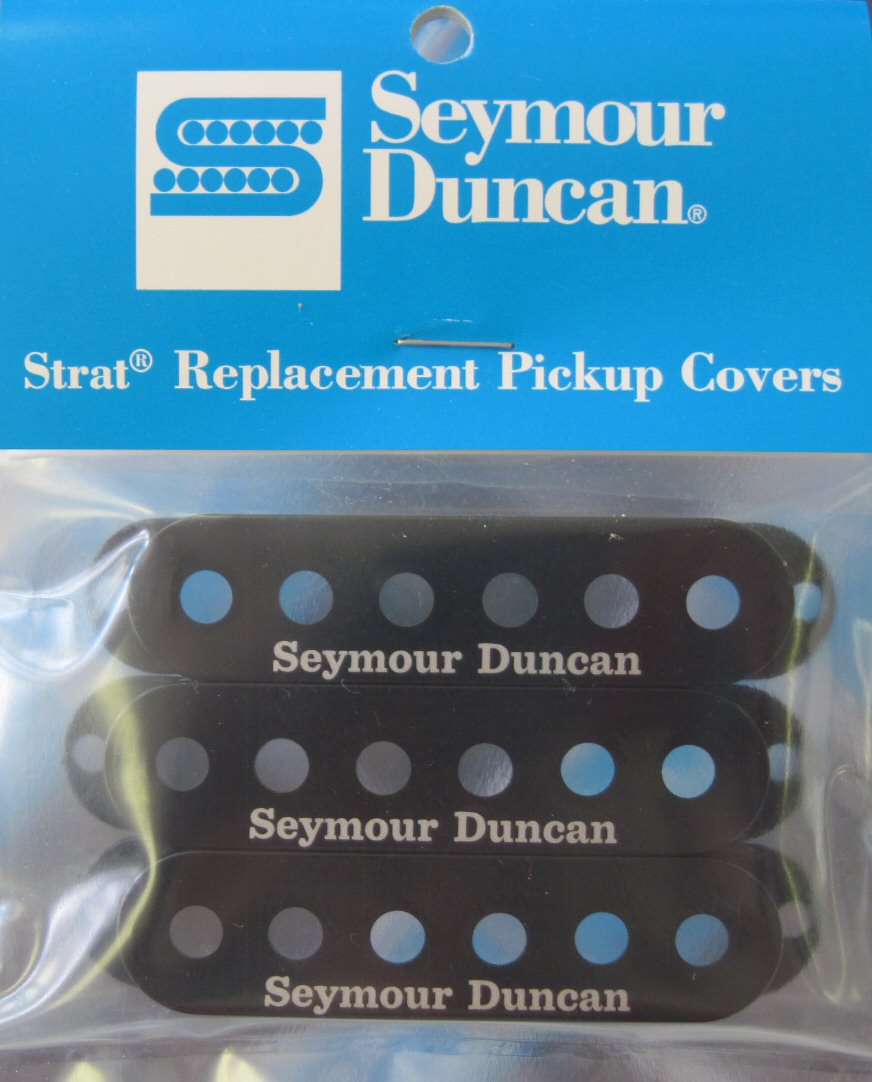 Seymour
Duncan®
Strat® Replacement Pickup Covers
Seymour Duncan
Seymour Duncan
Seymour Duncan